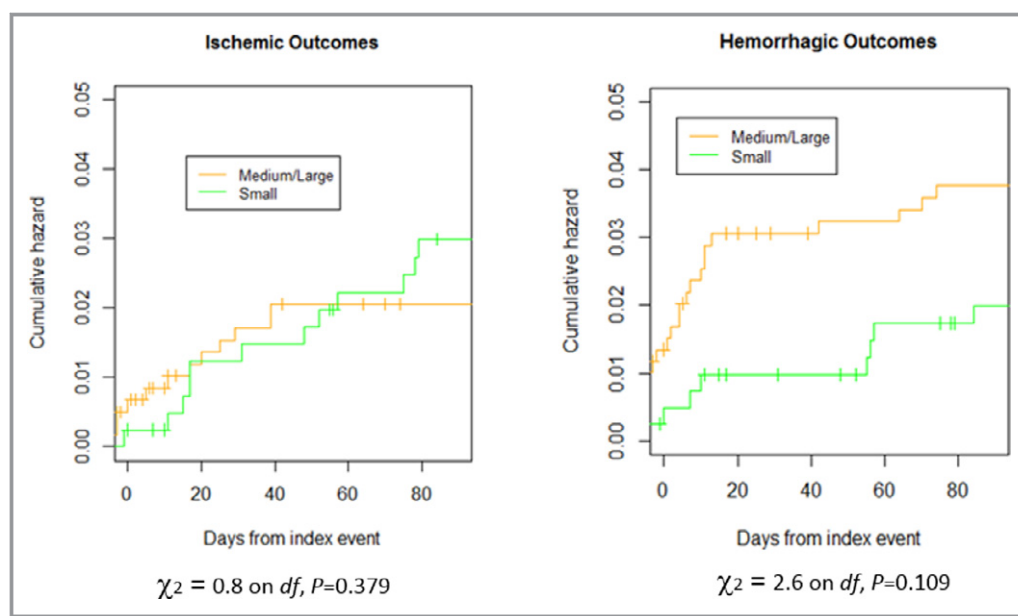 Ischemic Outcomes
Cumulative hazard
0.05
0.04
0.03
0.02
0.01
0.00
Medium/Large
Small
0 20 40 60 80
Days from index event
χ2 = 0.8 on df, P=0.379
Hemorrhagic Outcomes
Cumulative hazard
0.05
0.04
0.03
0.02
0.01
0.00
Medium/Large
Small
0 20 40 60 80
Days from index event
χ2 = 2.6 on df, P=0.109